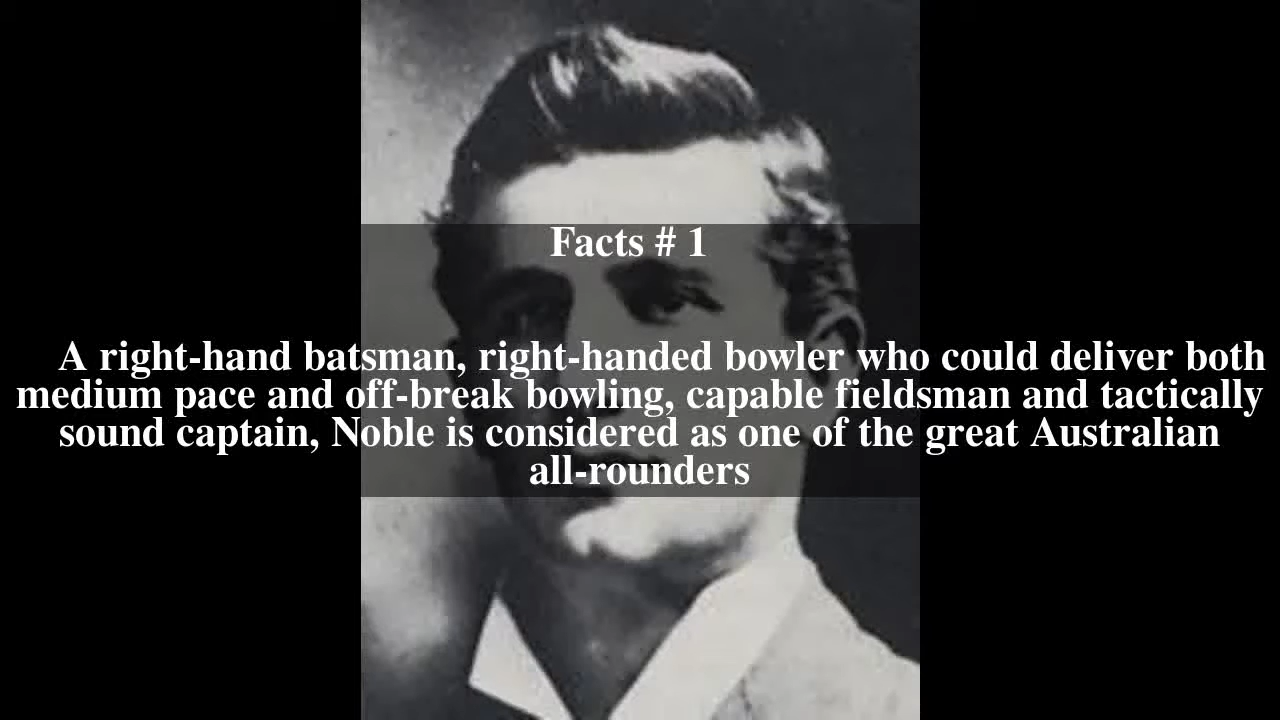 Facts # 1
A right-hand batsman, right-handed bowler who could deliver both
medium pace and off-break bowling, capable fieldsman and tactically
sound captain, Noble is considered as one of the great Australian
all-rounders